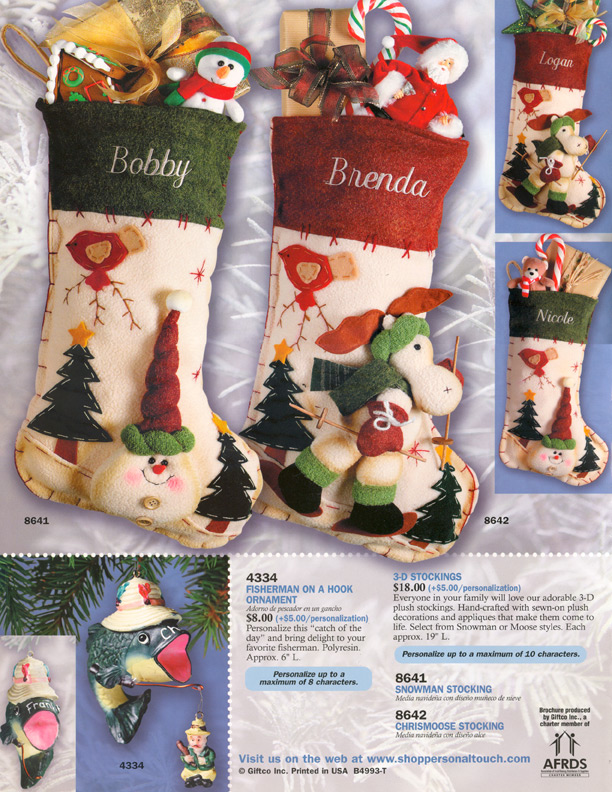 Bobby
Brenda
Logan
Nicole
8641
8642
Frank
Ch
4334
4334
FISHERMAN ON A HOOK
ORNAMENT
Adorno de pescador en un gancho
$8.00 (+$5.00/personalization)
Personalize this “catch of the
day” and bring delight to your
favorite fisherman. Polyresin.
Approx. 6" L.
Personalize up to a
maximum of 8 characters.
3-D STOCKINGS
$18.00 (+$5.00/personalization)
Everyone in your family will love our adorable 3-D
plush stockings. Hand-crafted with sewn-on plush
decorations and appliques that make them come to
life. Select from Snowman or Moose styles. Each
approx. 19" L.
Personalize up to a maximum of 10 characters.
8641
SNOWMAN STOCKING
Media navideña con diseño muñeco de nieve
8642
CHRISMOOSE STOCKING
Media navideña con diseño alce
Brochure produced
by Giftco Inc., a
charter member of
AFRDS
CHARTER MEMBER
Visit us on the web at www.shoppersonaltouch.com
© Giftco Inc. Printed in USA B4993-T